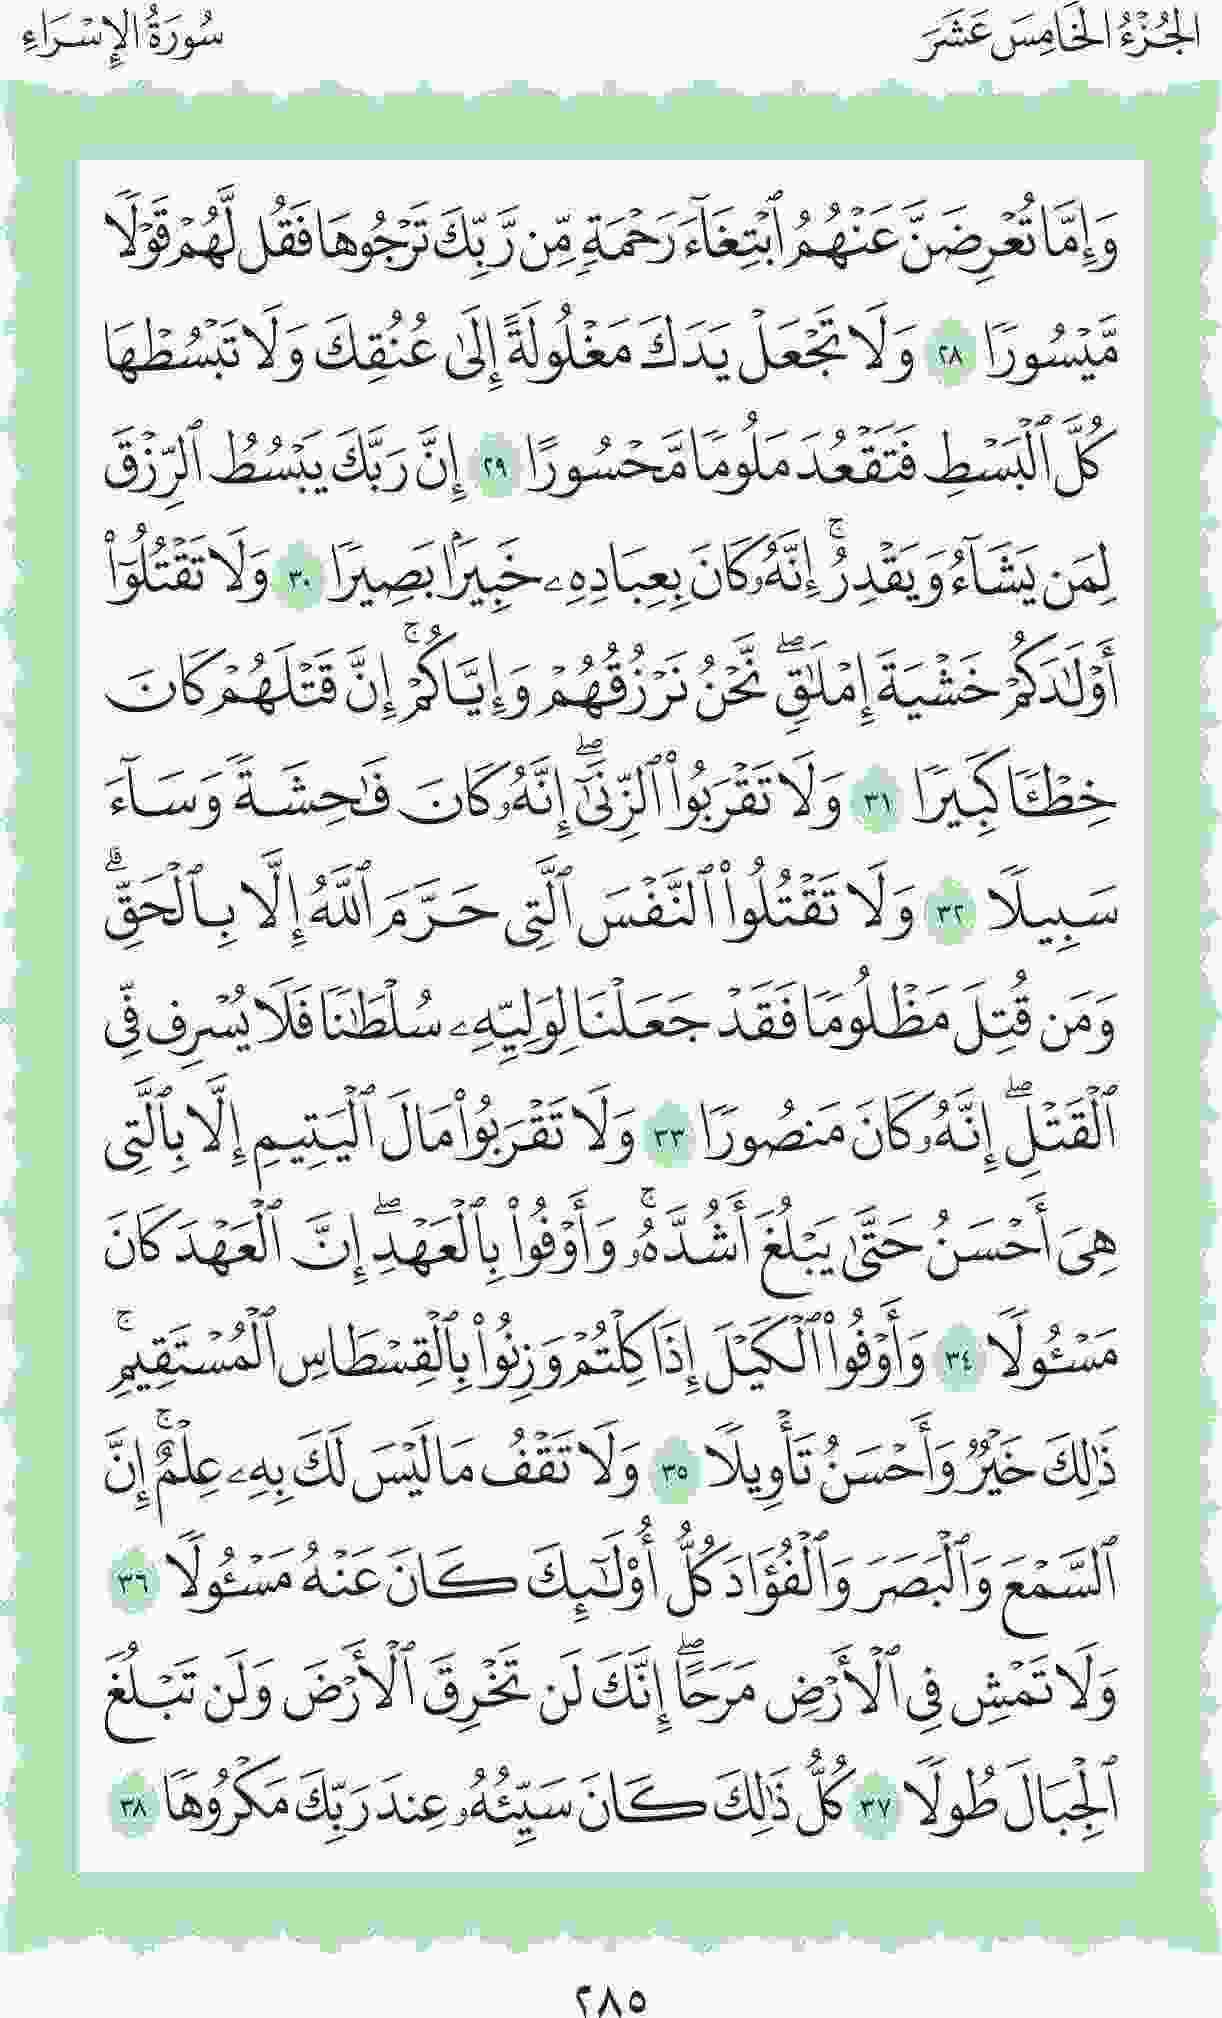 الجُزْءُ الخَامِسَ عَشَرَ
سُورَةُ الإِسْرَاءِ
وَإِمَّا تُعْرِضَنَّ عَنْهُمُ ٱبْتِغَآءَ رَحْمَةٍ مِّن رَّبِّكَ تَرْجُوهَا فَقُل لَّهُمْ قَوْلًا
مَّيْسُورًا ٢٨ وَلَا تَجْعَلْ يَدَكَ مَغْلُولَةً إِلَىٰ عُنُقِكَ وَلَا تَبْسُطْهَا
كُلَّ ٱلْبَسْطِ فَتَقْعُدَ مَلُومًا مَّحْسُورًا ٢٩ إِنَّ رَبَّكَ يَبْسُطُ ٱلرِّزْقَ
لِمَن يَشَآءُ وَيَقْدِرُ ۚ إِنَّهُۥ كَانَ بِعِبَادِهِۦ خَبِيرًۢا بَصِيرًا ٣٠ وَلَا تَقْتُلُوٓا۟
أَوْلَٰدَكُمْ خَشْيَةَ إِمْلَٰقٍ ۖ نَّحْنُ نَرْزُقُهُمْ وَإِيَّاكُمْ ۚ إِنَّ قَتْلَهُمْ كَانَ
خِطْـًٔا كَبِيرًا ٣١ وَلَا تَقْرَبُوا۟ ٱلزِّنَىٰٓ ۖ إِنَّهُۥ كَانَ فَٰحِشَةً وَسَآءَ
سَبِيلًا ٣٢ وَلَا تَقْتُلُوا۟ ٱلنَّفْسَ ٱلَّتِى حَرَّمَ ٱللَّهُ إِلَّا بِٱلْحَقِّ ۗ
وَمَن قُتِلَ مَظْلُومًا فَقَدْ جَعَلْنَا لِوَلِيِّهِۦ سُلْطَٰنًا فَلَا يُسْرِف فِّى
ٱلْقَتْلِ ۖ إِنَّهُۥ كَانَ مَنصُورًا ٣٣ وَلَا تَقْرَبُوا۟ مَالَ ٱلْيَتِيمِ إِلَّا بِٱلَّتِى
هِىَ أَحْسَنُ حَتَّىٰ يَبْلُغَ أَشُدَّهُۥ ۚ وَأَوْفُوا۟ بِٱلْعَهْدِ ۖ إِنَّ ٱلْعَهْدَ كَانَ
مَسْـُٔولًا ٣٤ وَأَوْفُوا۟ ٱلْكَيْلَ إِذَا كِلْتُمْ وَزِنُوا۟ بِٱلْقِسْطَاسِ ٱلْمُسْتَقِيمِ ۚ
ذَٰلِكَ خَيْرٌ وَأَحْسَنُ تَأْوِيلًا ٣٥ وَلَا تَقْفُ مَا لَيْسَ لَكَ بِهِۦ عِلْمٌ ۚ إِنَّ
ٱلسَّمْعَ وَٱلْبَصَرَ وَٱلْفُؤَادَ كُلُّ أُو۟لَٰٓئِكَ كَانَ عَنْهُ مَسْـُٔولًا ٣٦
وَلَا تَمْشِ فِى ٱلْأَرْضِ مَرَحًا ۖ إِنَّكَ لَن تَخْرِقَ ٱلْأَرْضَ وَلَن تَبْلُغَ
ٱلْجِبَالَ طُولًا ٣٧ كُلُّ ذَٰلِكَ كَانَ سَيِّئُهُۥ عِندَ رَبِّكَ مَكْرُوهًا ٣٨
٢٨٥